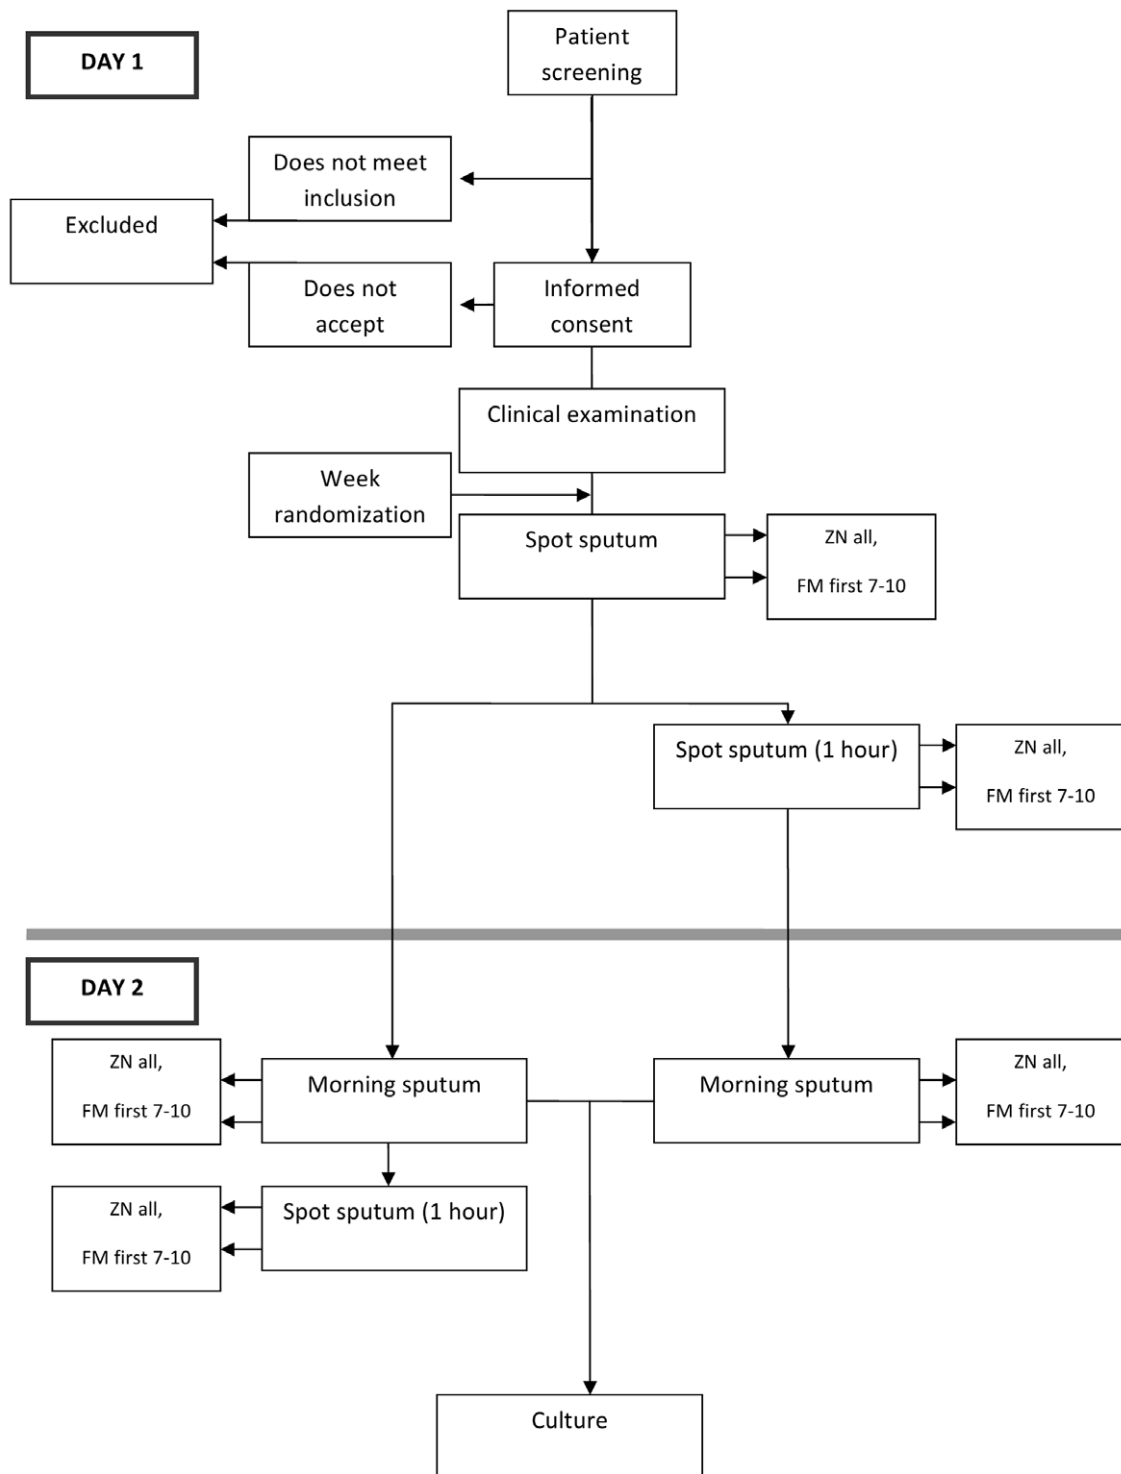 DAY 1
Patient
screening
Does not meet
inclusion
Excluded
Does not
accept
Informed
consent
Clinical examination
Week
randomization
Spot sputum
ZN all,
FM first 7-10
Spot sputum (1 hour)
ZN all,
FM first 7-10
DAY 2
ZN all,
FM first 7-10
Morning sputum
Morning sputum
ZN all,
FM first 7-10
ZN all,
FM first 7-10
Spot sputum (1 hour)
Culture